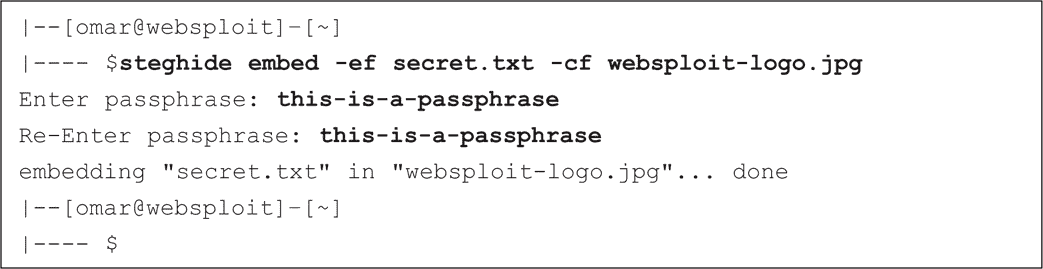 |--[omar@websploit]-[~]
|---- $steghide embed -ef secret.txt -cf websploit-logo.jpg
Enter passphrase: this-is-a-passphrase
Re-Enter passphrase: this-is-a-passphrase
embedding "secret.txt" in "websploit-logo.jpg"... done
|--[omar@websploit]-[~]
|---- $